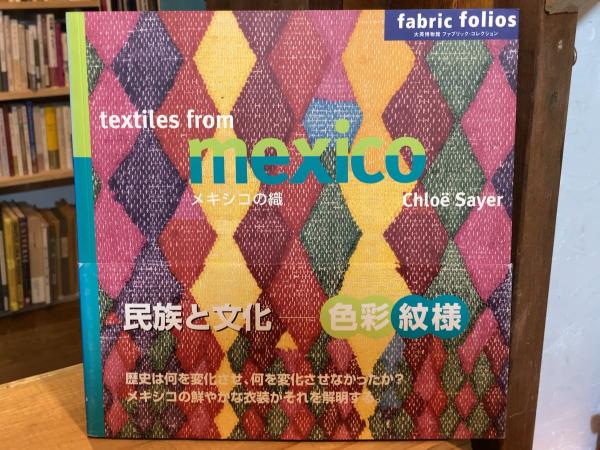 fabric folios
大英博物館 ファブリック・コレクション
textiles from
mexico
メキシコの織
Chloë Sayer
民族と文化 — 色彩 紋様
歴史は何を変化させ、何を変化させなかったか?
メキシコの鮮やかな衣装がそれを解明する。